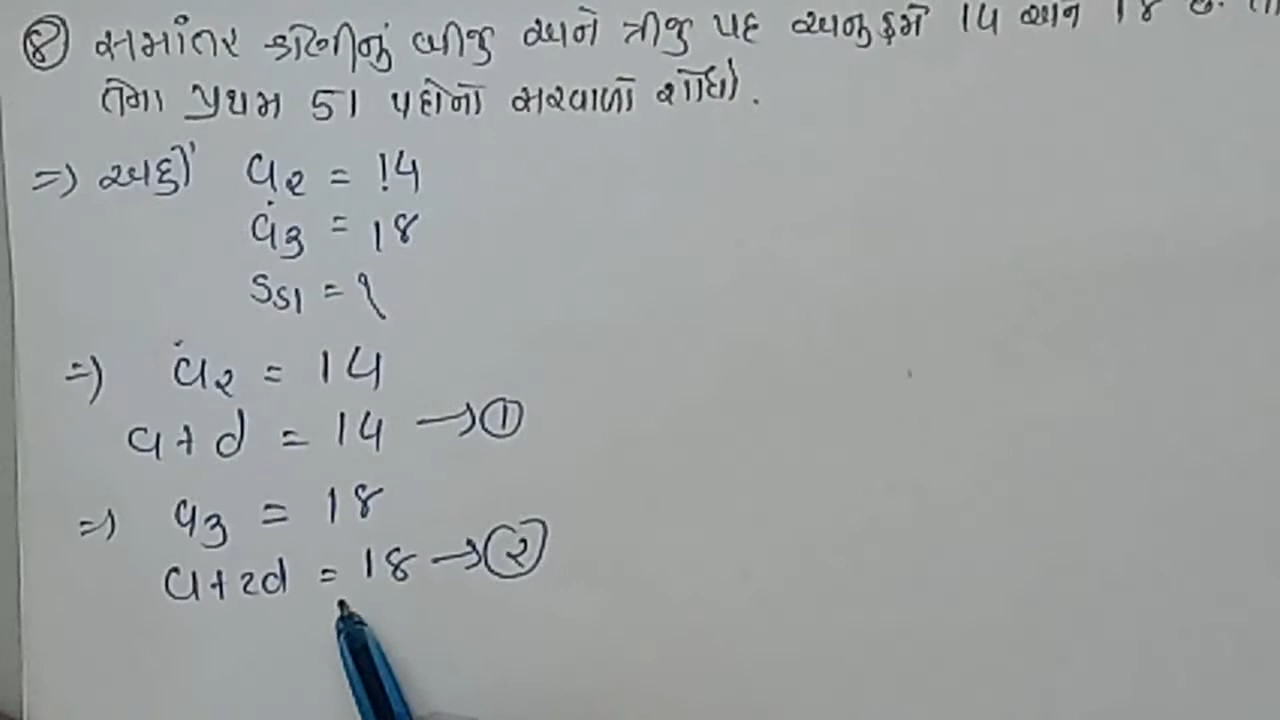 ⑧ સમાંતર શ્રેણીનું બીજુ અને ત્રીજુ પદ અનુક્રમે 14 અને 18 છે. તો
તેના પ્રથમ 51 પદોનો સરવાળો શોધો.
=> અહીં a₂ = 14
a₃ = 18
S₅₁ = ?
=> a₂ = 14
a + d = 14 → ①
=> a₃ = 18
a + 2d = 18 → ②